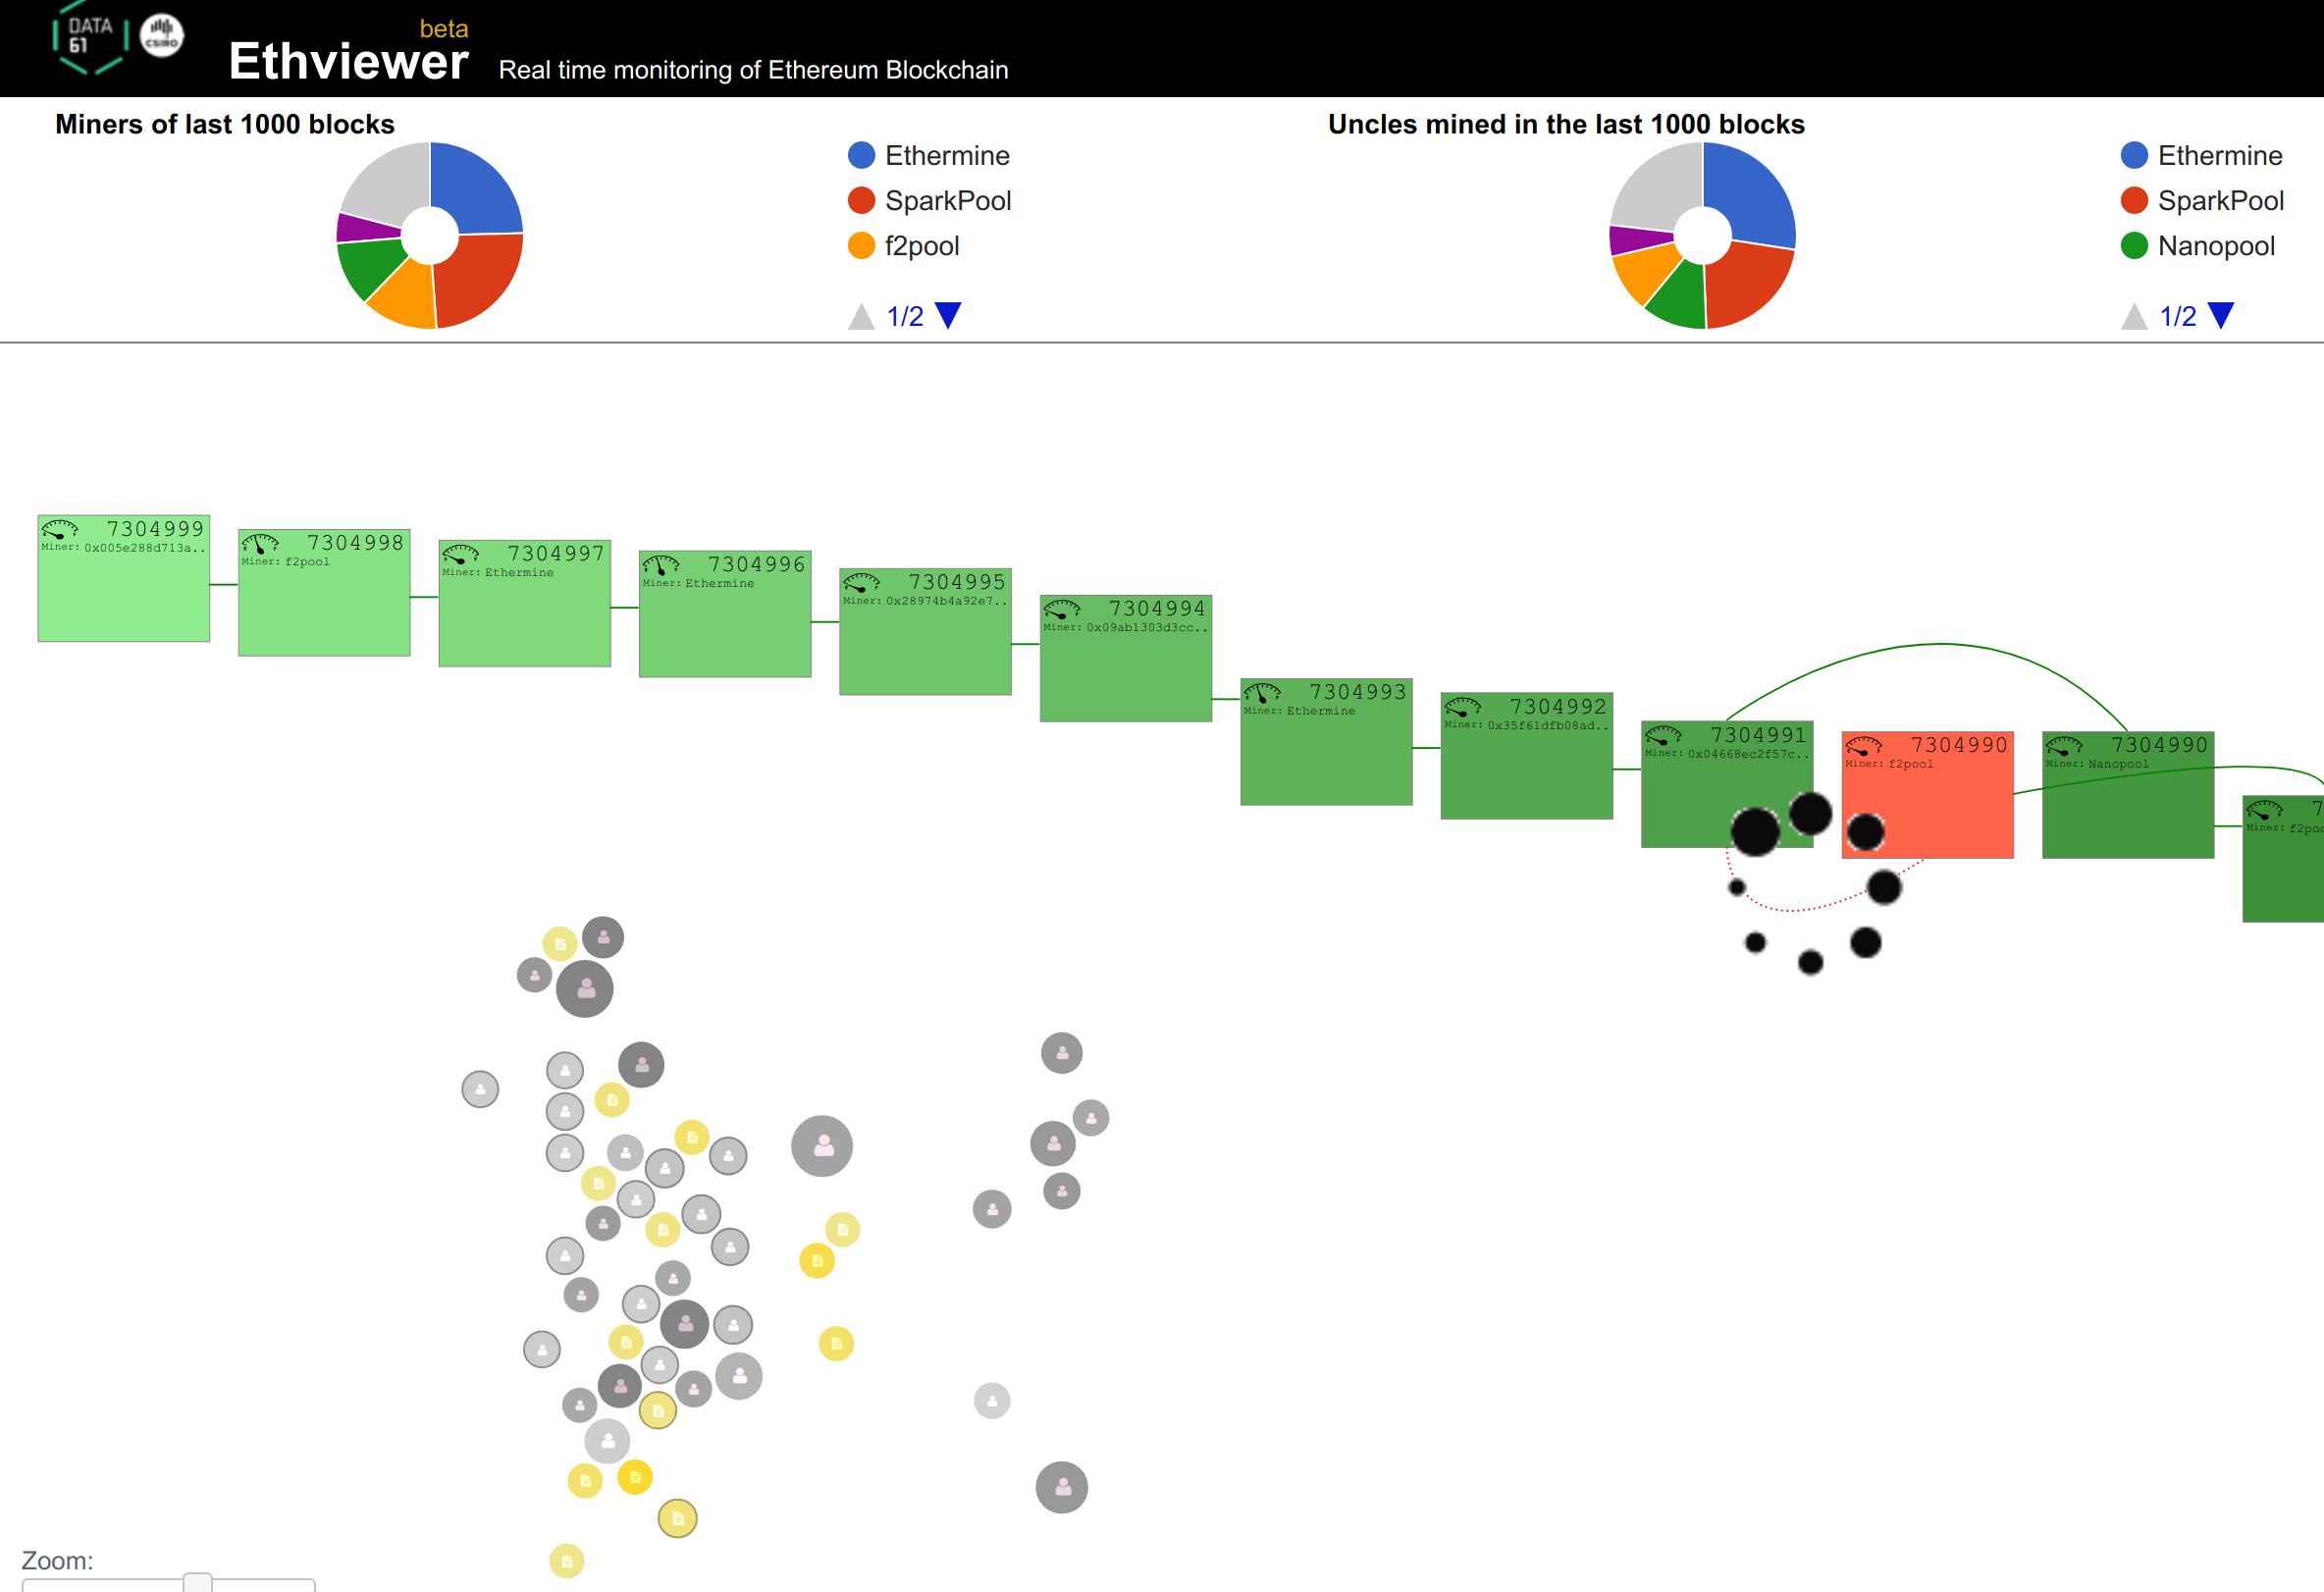 DATA
61
CSIRO
beta
Ethviewer
Real time monitoring of Ethereum Blockchain
Miners of last 1000 blocks
Ethermine
SparkPool
f2pool
1/2
Uncles mined in the last 1000 blocks
Ethermine
SparkPool
Nanopool
1/2
7304999
Miner: 0x005e288d713a..
7304998
Miner: f2pool
7304997
Miner: Ethermine
7304996
Miner: Ethermine
7304995
Miner: 0x28974b4a92e7..
7304994
Miner: 0x09ab1303d3cc..
7304993
Miner: Ethermine
7304992
Miner: 0x35f61dfb08ad..
7304991
Miner: 0x04668ec2f57c..
7304990
Miner: f2pool
7304990
Miner: Nanopool
7
Miner: f2poo
Zoom: